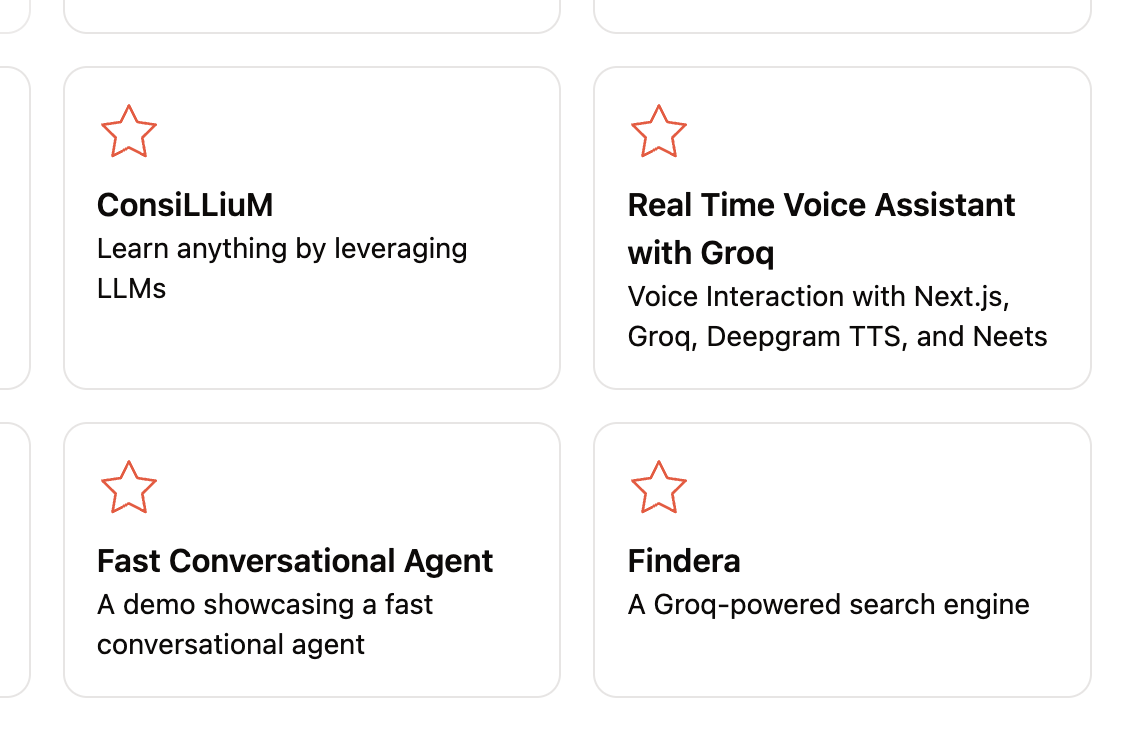 ConsiLLiuM
Learn anything by leveraging
LLMs
Real Time Voice Assistant
with Groq
Voice Interaction with Next.js,
Groq, Deepgram TTS, and Neets
Fast Conversational Agent
A demo showcasing a fast
conversational agent
Findera
A Groq-powered search engine